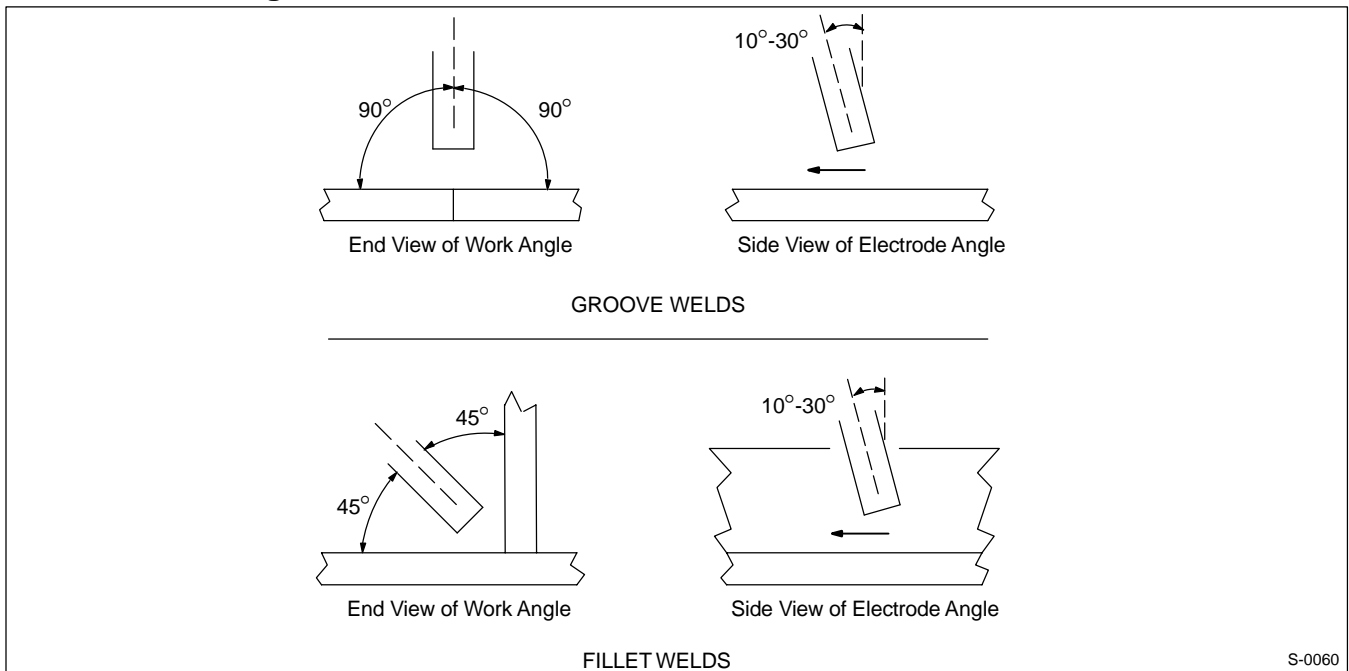 90°
90°
10°-30°
End View of Work Angle
Side View of Electrode Angle
GROOVE WELDS
45°
45°
10°-30°
End View of Work Angle
Side View of Electrode Angle
FILLET WELDS
S-0060